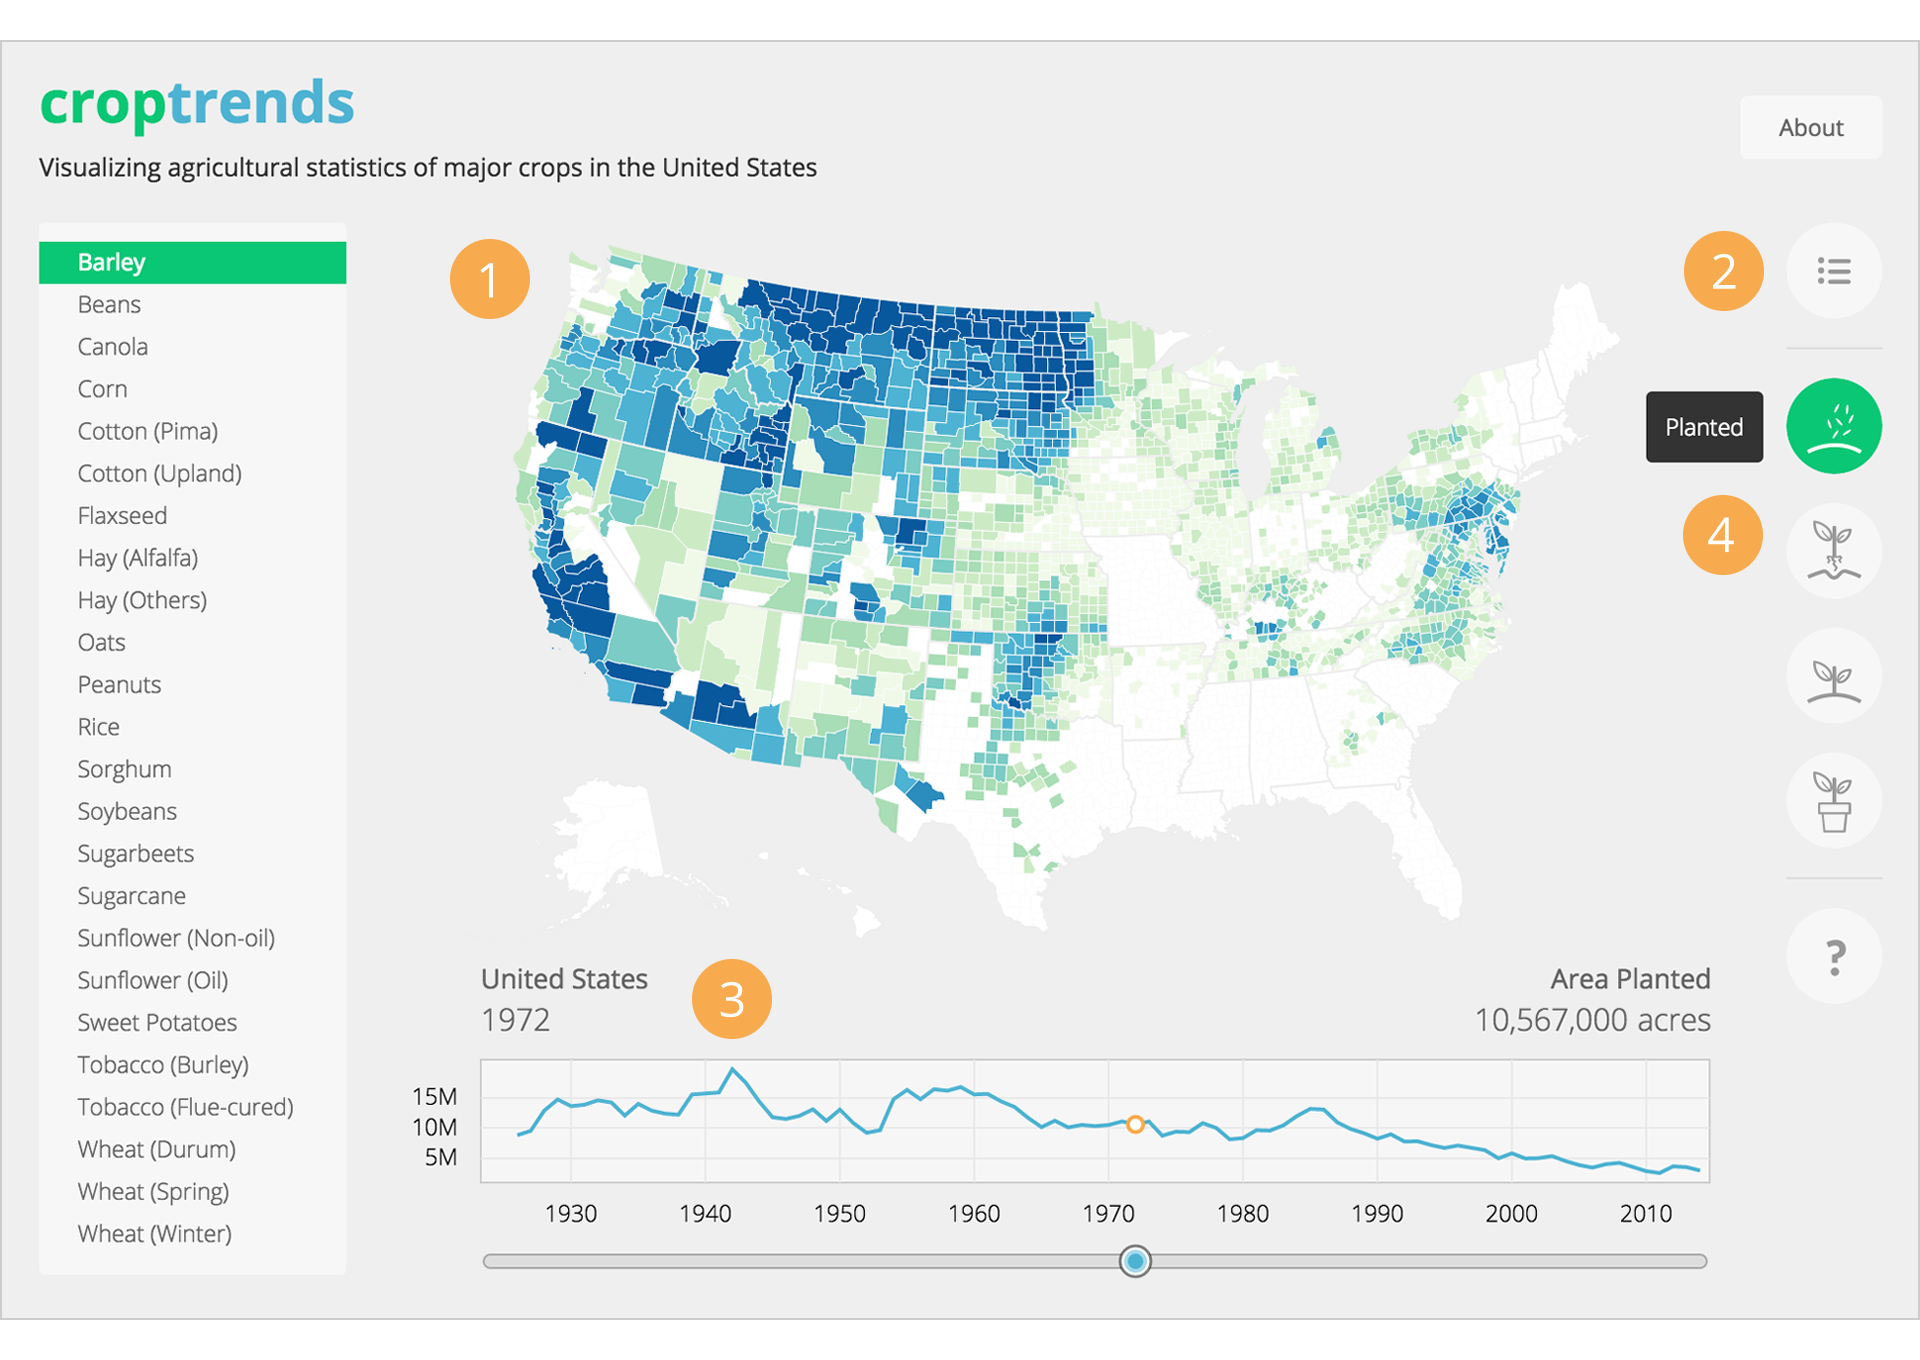 croptrends
Visualizing agricultural statistics of major crops in the United States
About
Barley
Beans
Canola
Corn
Cotton (Pima)
Cotton (Upland)
Flaxseed
Hay (Alfalfa)
Hay (Others)
Oats
Peanuts
Rice
Sorghum
Soybeans
Sugarbeets
Sugarcane
Sunflower (Non-oil)
Sunflower (Oil)
Sweet Potatoes
Tobacco (Burley)
Tobacco (Flue-cured)
Wheat (Durum)
Wheat (Spring)
Wheat (Winter)
1
2
Planted
4
?
United States
1972
3
Area Planted
10,567,000 acres
15M
10M
5M
1930 1940 1950 1960 1970 1980 1990 2000 2010